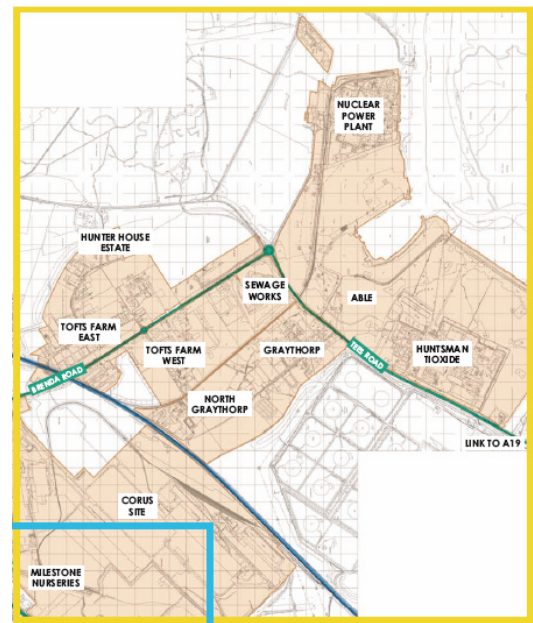 NUCLEAR
POWER
PLANT
HUNTER HOUSE
ESTATE
SEWAGE
WORKS
ABLE
TOFTS FARM
EAST
TOFTS FARM
WEST
GRAYTHORP
HUNTSMAN
TIOXIDE
BRENDA ROAD
TEES ROAD
NORTH
GRAYTHORP
LINK TO A19
CORUS
SITE
MILESTONE
NURSERIES